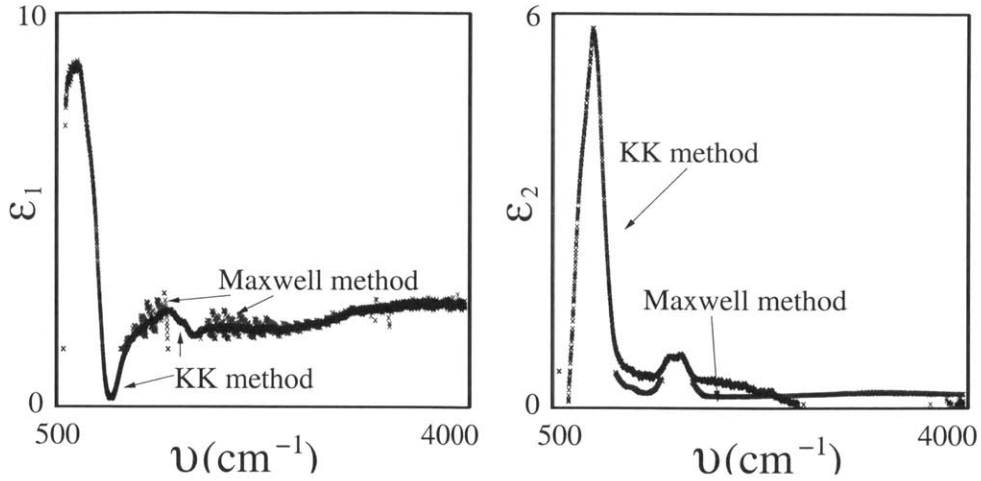 10
ε1
Maxwell method
KK method
0
500
4000
υ(cm⁻¹)
6
ε2
KK method
Maxwell method
0
500
4000
υ(cm⁻¹)